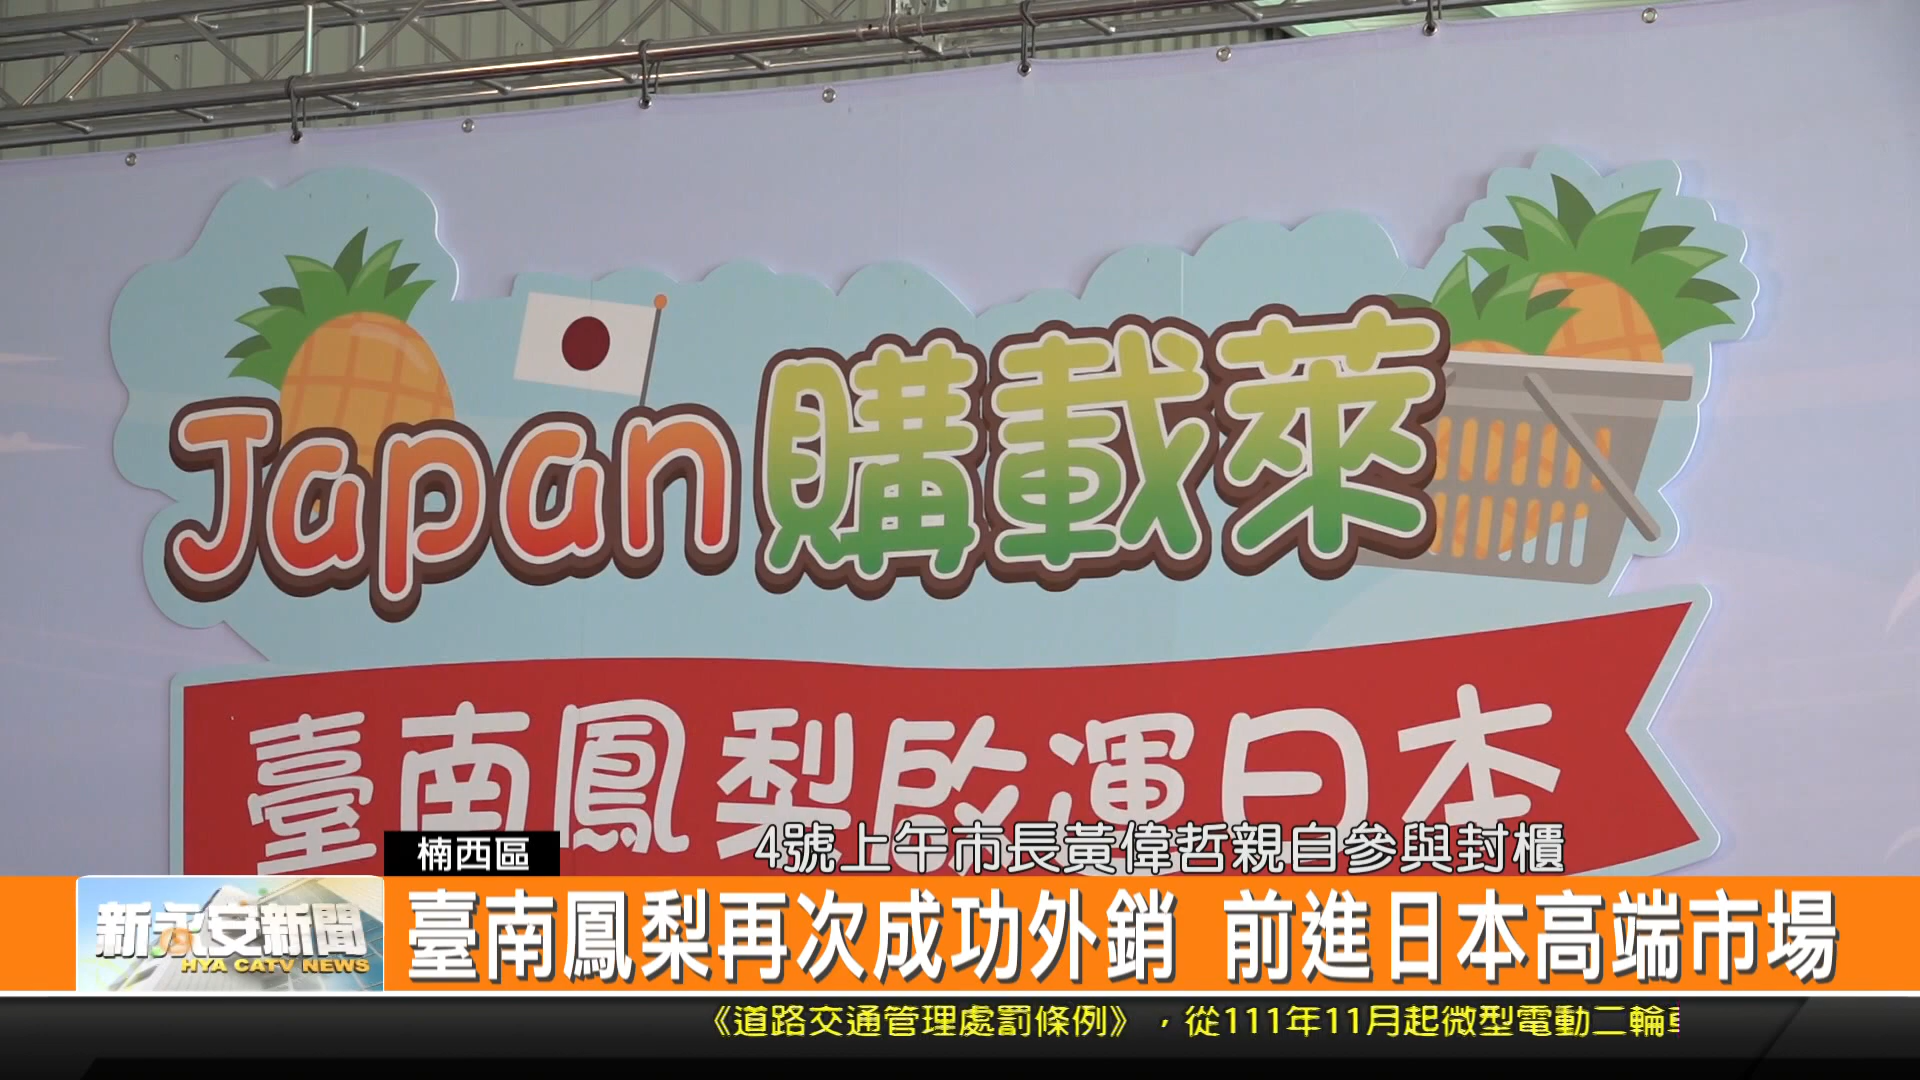 Japan購載萊
臺南鳳梨啟運日本
4號上午市長黃偉哲親自參與封櫃
楠西區
新永安新聞
HYA CATV NEWS
臺南鳳梨再次成功外銷 前進日本高端市場
《道路交通管理處罰條例》，從111年11月起微型電動二輪